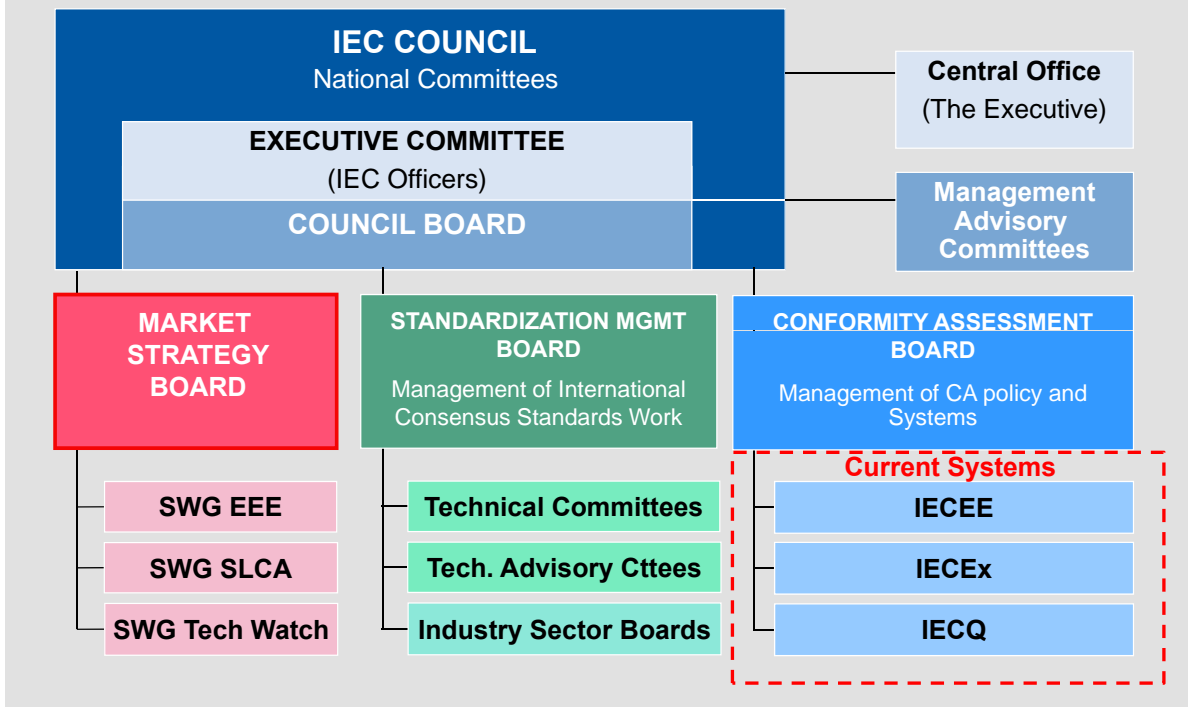 IEC COUNCIL
National Committees
Central Office
(The Executive)
EXECUTIVE COMMITTEE
(IEC Officers)
COUNCIL BOARD
Management
Advisory
Committees
MARKET
STRATEGY
BOARD
STANDARDIZATION MGMT
BOARD
Management of International
Consensus Standards Work
CONFORMITY ASSESSMENT
BOARD
Management of CA policy and
Systems
Current Systems
SWG EEE
SWG SLCA
SWG Tech Watch
Technical Committees
Tech. Advisory Cttees
Industry Sector Boards
IECEE
IECEx
IECQ